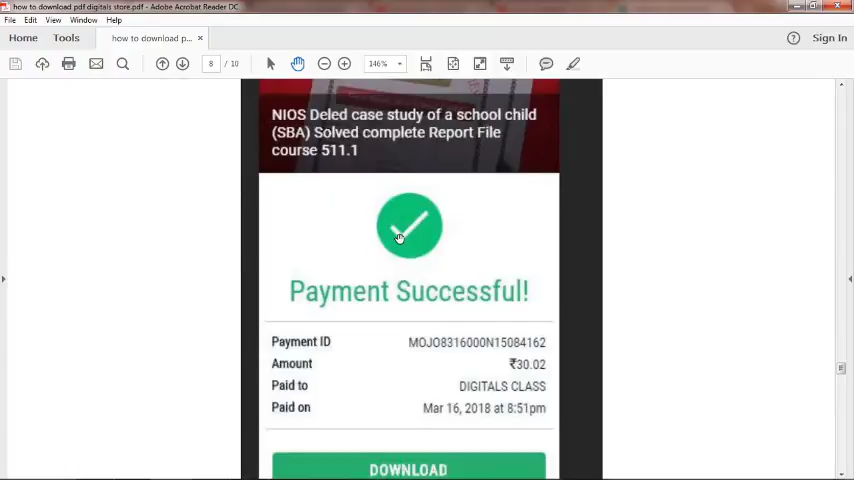 how to download pdf digitals store.pdf - Adobe Acrobat Reader DC
File Edit View Window Help
Home Tools how to download p... × Sign In
8 / 10 146%
NIOS Deled case study of a school child
(SBA) Solved complete Report File
course 511.1
Payment Successful!
Payment ID MOJO8316000N15084162
Amount ₹30.02
Paid to DIGITALS CLASS
Paid on Mar 16, 2018 at 8:51pm
DOWNLOAD